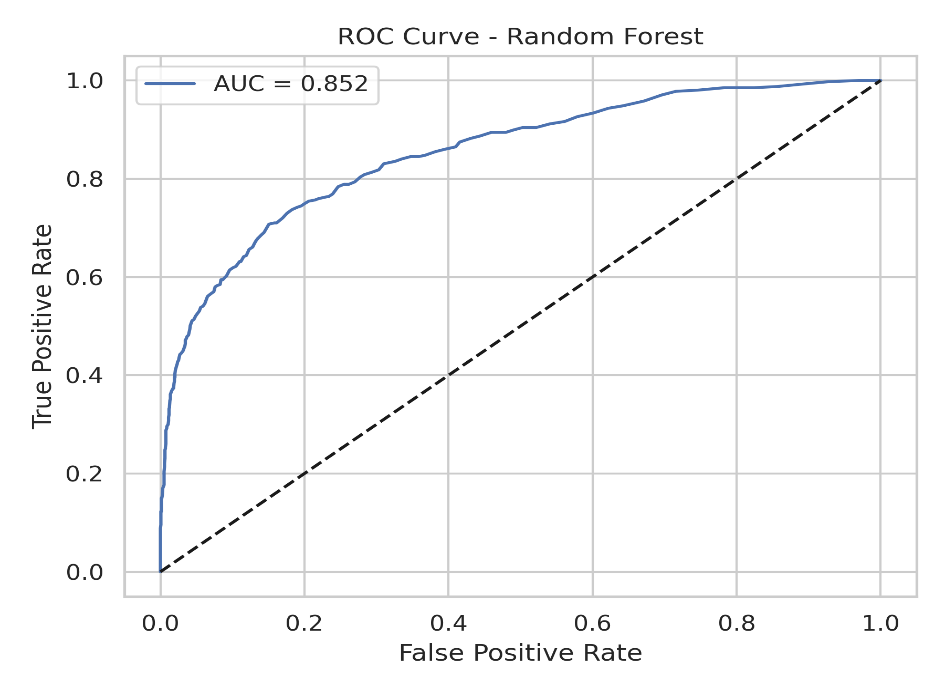 ROC Curve - Random Forest
AUC = 0.852
True Positive Rate
1.0
0.8
0.6
0.4
0.2
0.0
0.0 0.2 0.4 0.6 0.8 1.0
False Positive Rate